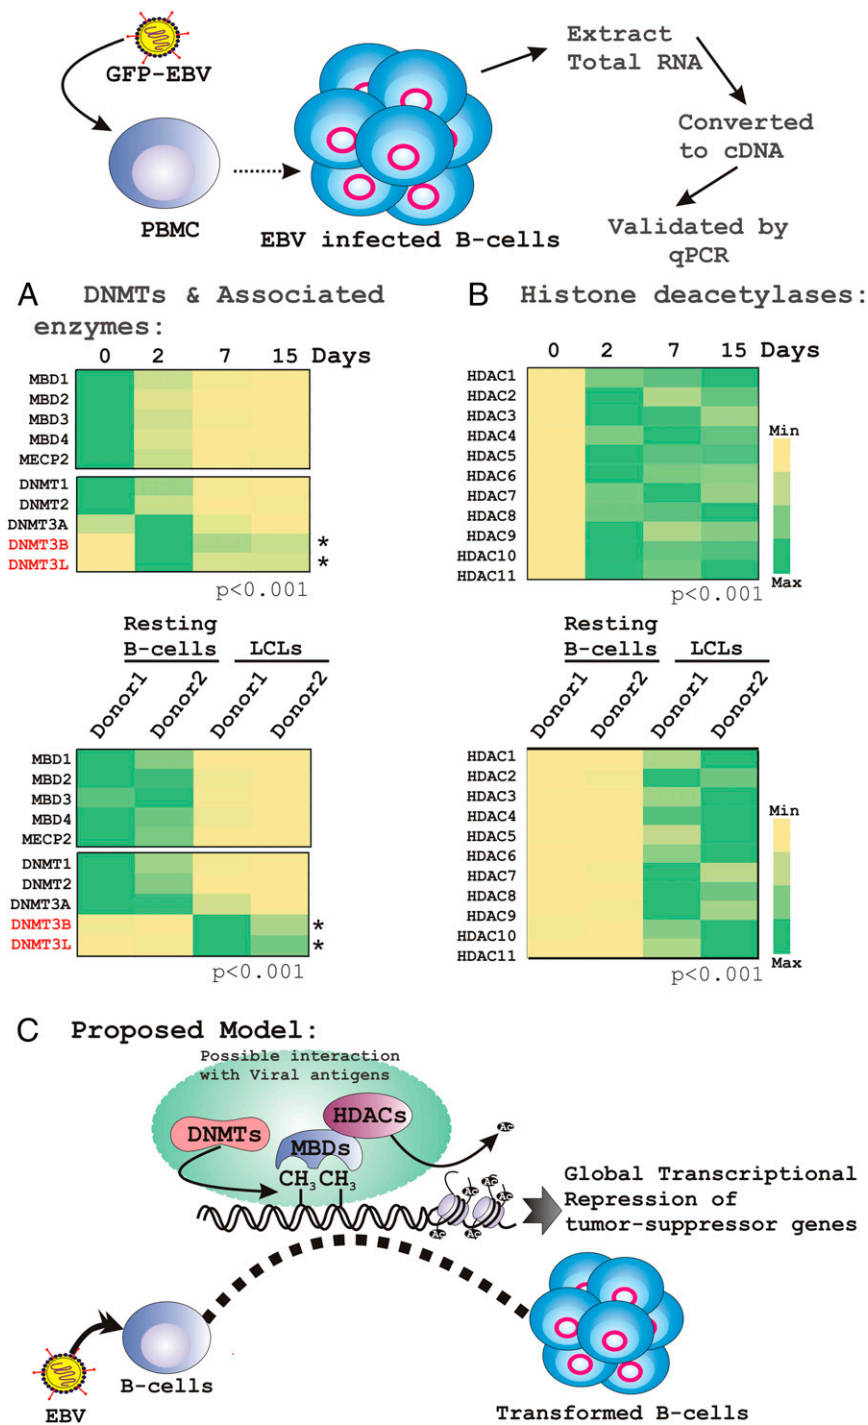 GFP-EBV
PBMC
EBV infected B-cells
Extract
Total RNA
Converted
to cDNA
Validated by
qPCR
A DNMTs & Associated
enzymes:
0 2 7 15 Days
MBD1
MBD2
MBD3
MBD4
MECP2
DNMT1
DNMT2
DNMT3A
DNMT3B *
DNMT3L *
p<0.001
Resting
B-cells LCLs
Donor1 Donor2 Donor1 Donor2
MBD1
MBD2
MBD3
MBD4
MECP2
DNMT1
DNMT2
DNMT3A
DNMT3B *
DNMT3L *
p<0.001
B Histone deacetylases:
0 2 7 15 Days
HDAC1
HDAC2
HDAC3
HDAC4
HDAC5
HDAC6
HDAC7
HDAC8
HDAC9
HDAC10
HDAC11
Min
Max
p<0.001
Resting
B-cells LCLs
Donor1 Donor2 Donor1 Donor2
HDAC1
HDAC2
HDAC3
HDAC4
HDAC5
HDAC6
HDAC7
HDAC8
HDAC9
HDAC10
HDAC11
Min
Max
p<0.001
C Proposed Model:
Possible interaction
with Viral antigens
DNMTs
HDACs
MBDs
CH3 CH3
Ac
Ac
Ac
Ac
Ac
Ac
Ac
Global Transcriptional
Repression of
tumor-suppressor genes
EBV
B-cells
Transformed B-cells